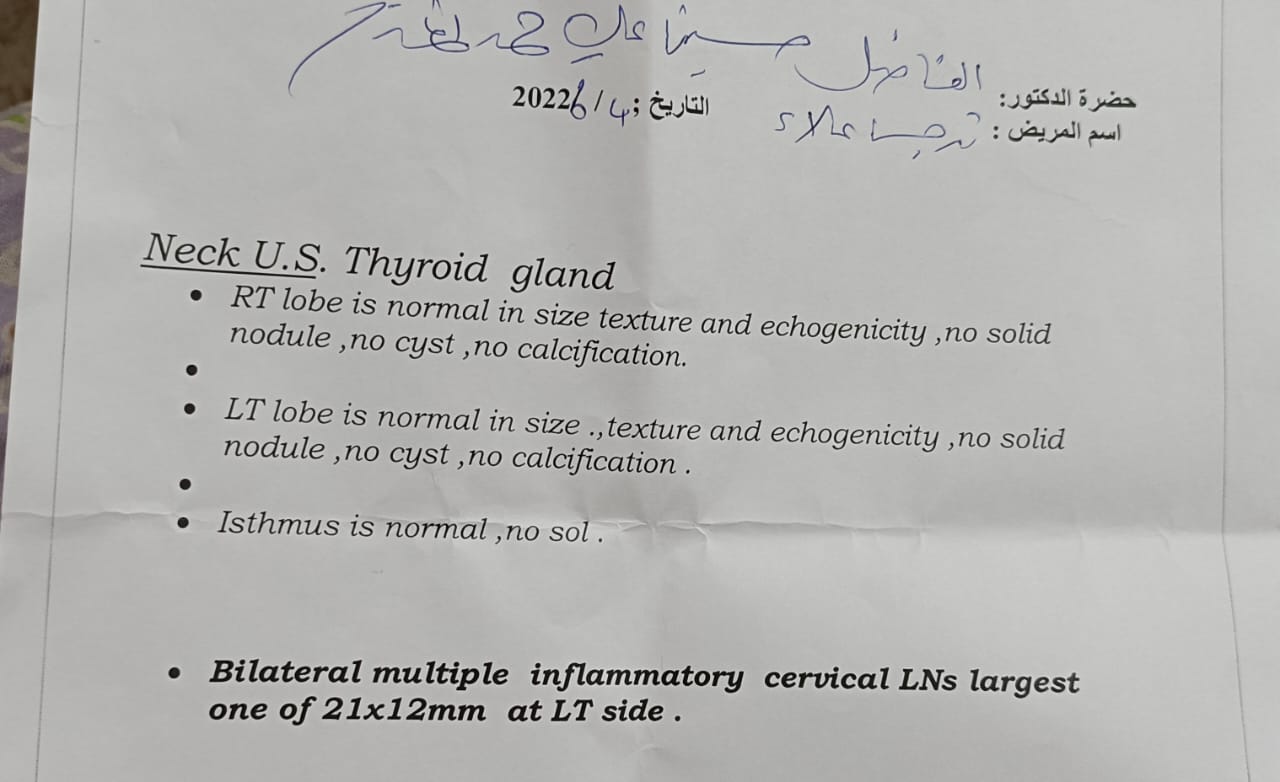 حضرة الدكتور: الفاضل
التاريخ ; 4 / 6 2022
اسم المريض : علاء
Neck U.S. Thyroid gland
• RT lobe is normal in size texture and echogenicity ,no solid
nodule ,no cyst ,no calcification.
•
• LT lobe is normal in size .,texture and echogenicity ,no solid
nodule ,no cyst ,no calcification .
•
• Isthmus is normal ,no sol .
• Bilateral multiple inflammatory cervical LNs largest
one of 21x12mm at LT side .